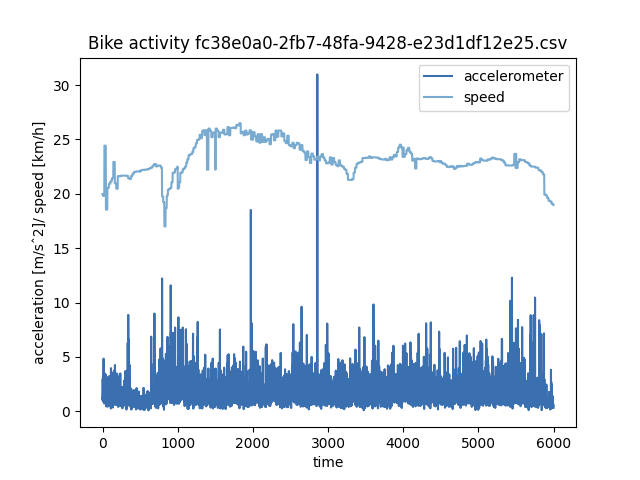 Bike activity fc38e0a0-2fb7-48fa-9428-e23d1df12e25.csv
accelerometer
speed
30
25
20
15
10
5
0
acceleration [m/sˆ2]/ speed [km/h]
0 1000 2000 3000 4000 5000 6000
time